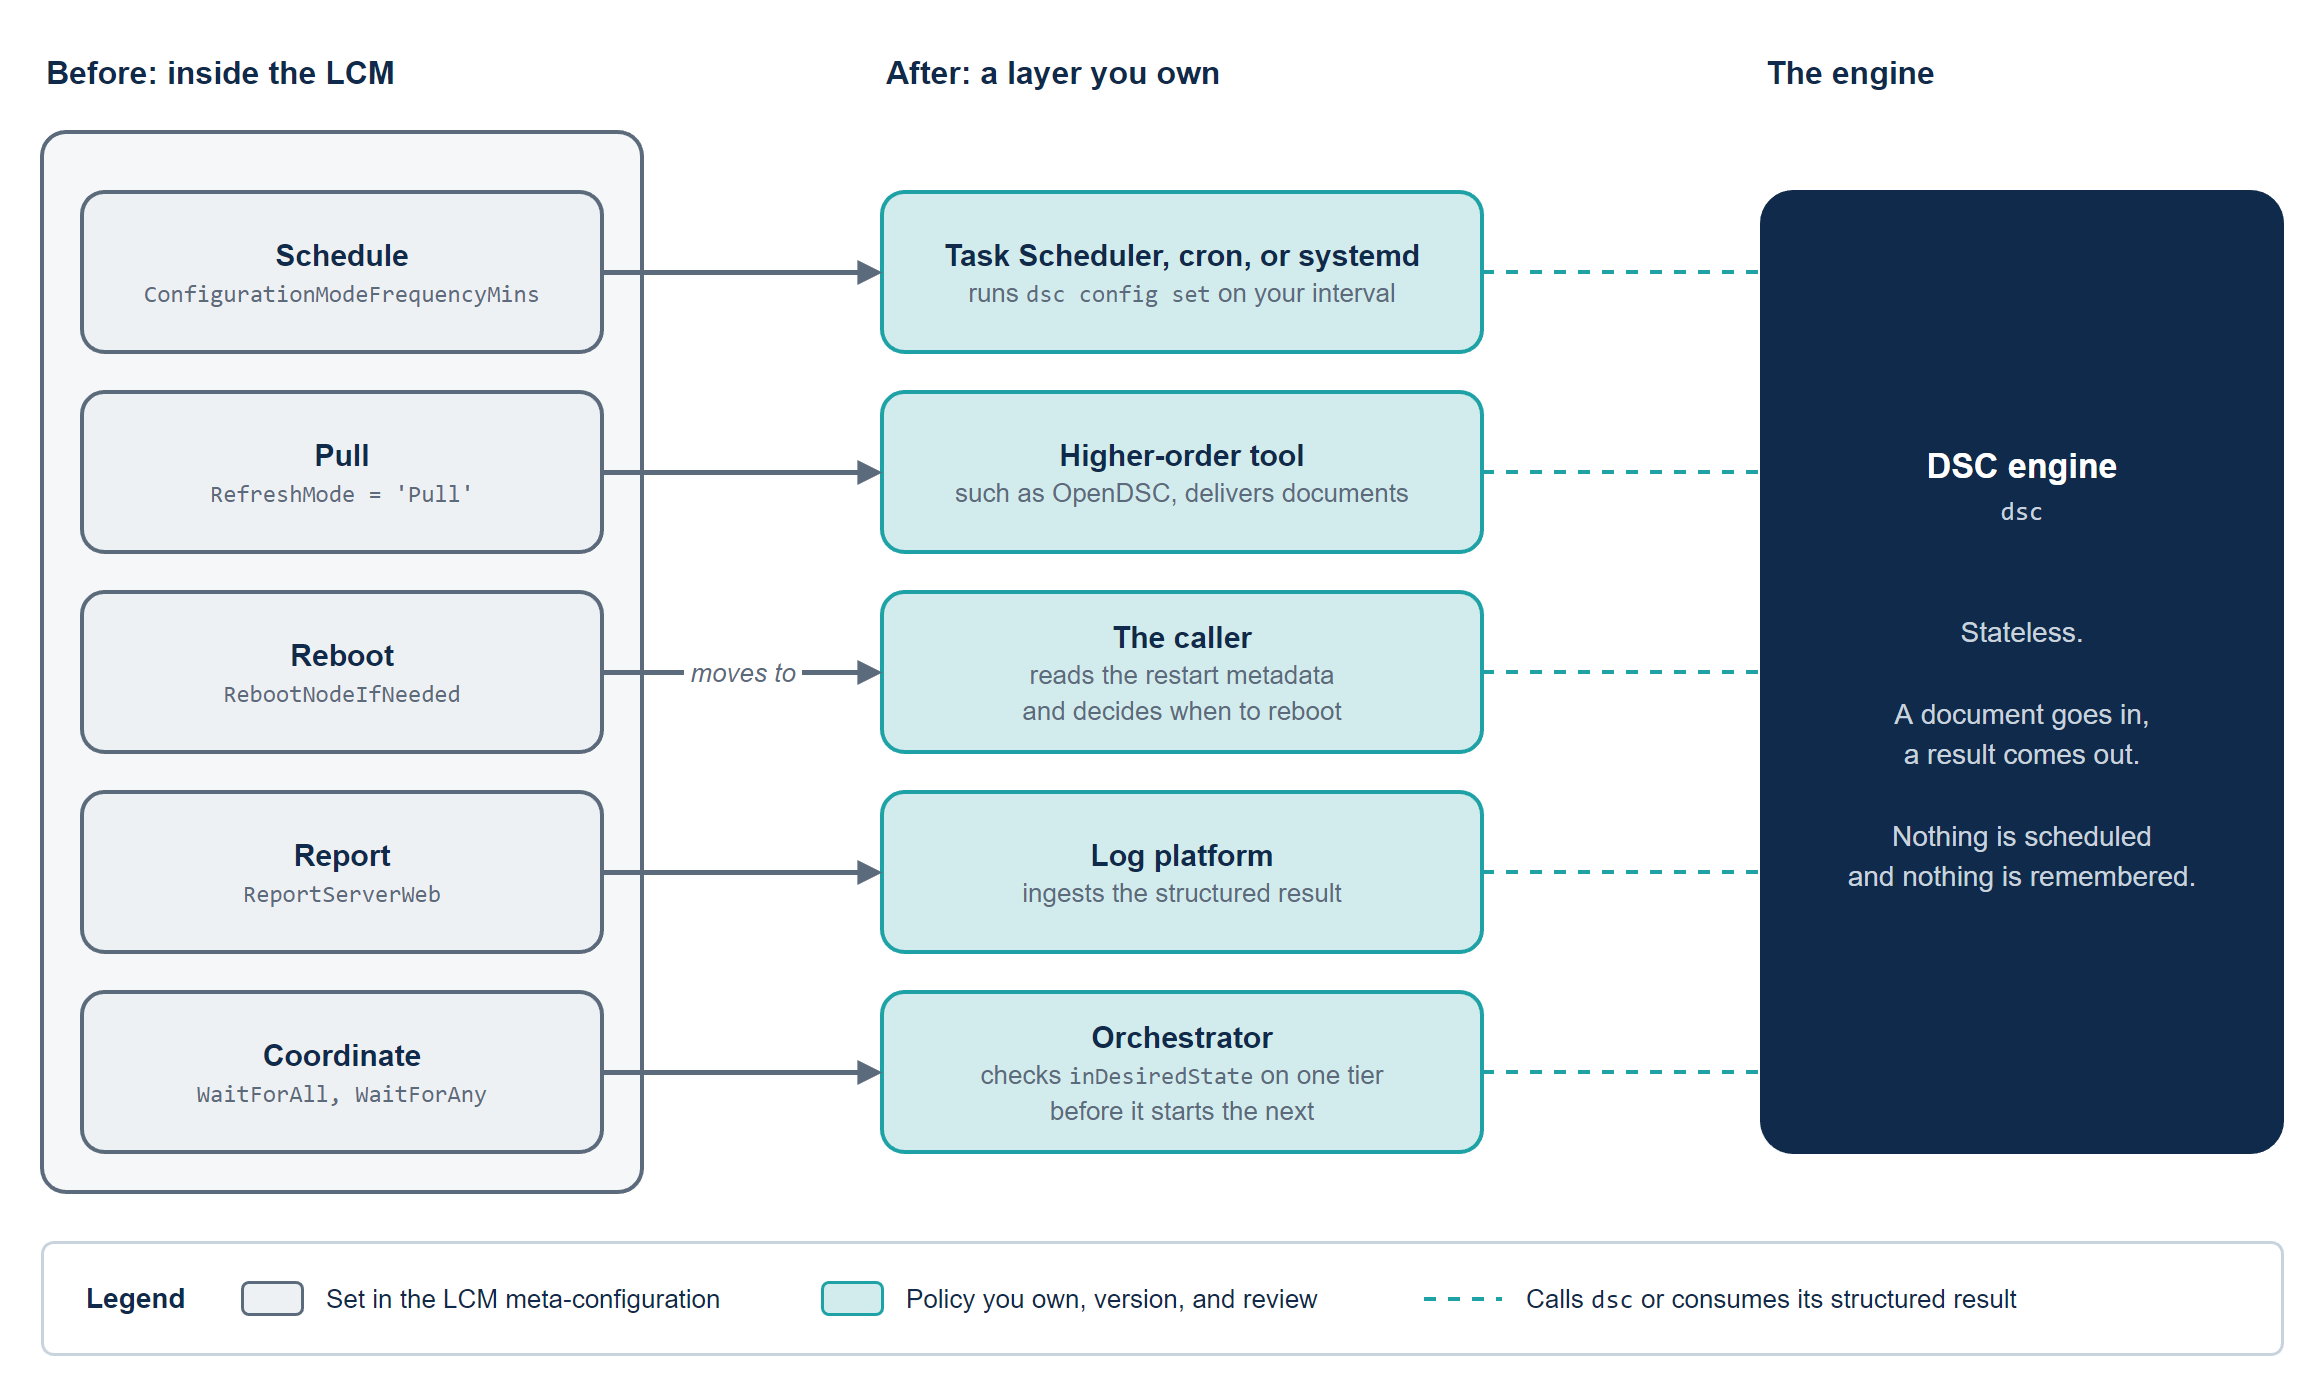 Before: inside the LCM
After: a layer you own
The engine
Schedule
ConfigurationModeFrequencyMins
Task Scheduler, cron, or systemd
runs dsc config set on your interval
Pull
RefreshMode = 'Pull'
Higher-order tool
such as OpenDSC, delivers documents
Reboot
RebootNodeIfNeeded
moves to
The caller
reads the restart metadata
and decides when to reboot
Report
ReportServerWeb
Log platform
ingests the structured result
Coordinate
WaitForAll, WaitForAny
Orchestrator
checks inDesiredState on one tier
before it starts the next
DSC engine
dsc
Stateless.
A document goes in,
a result comes out.
Nothing is scheduled
and nothing is remembered.
Legend
Set in the LCM meta-configuration
Policy you own, version, and review
Calls dsc or consumes its structured result